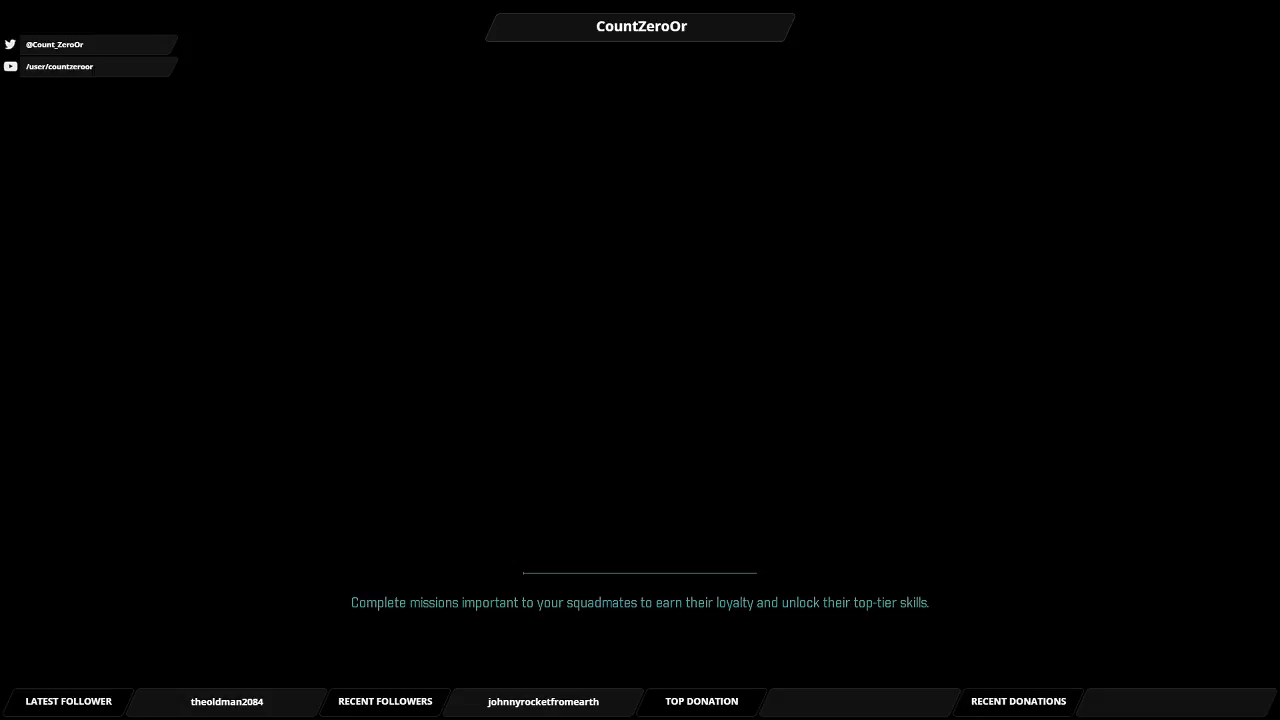 CountZeroOr
@Count_ZeroOr
/user/countzeroor
Complete missions important to your squadmates to earn their loyalty and unlock their top-tier skills.
LATEST FOLLOWER theoldman2084 RECENT FOLLOWERS johnnyrocketfromearth TOP DONATION RECENT DONATIONS